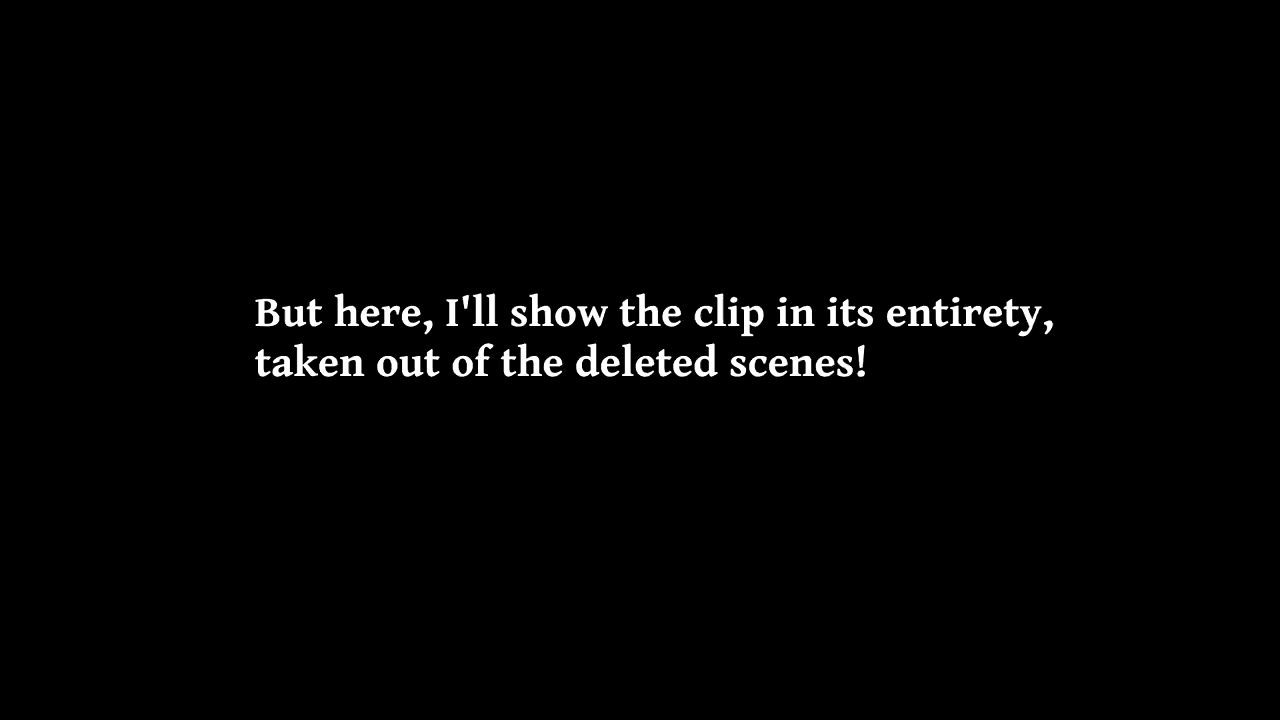 But here, I'll show the clip in its entirety,
taken out of the deleted scenes!